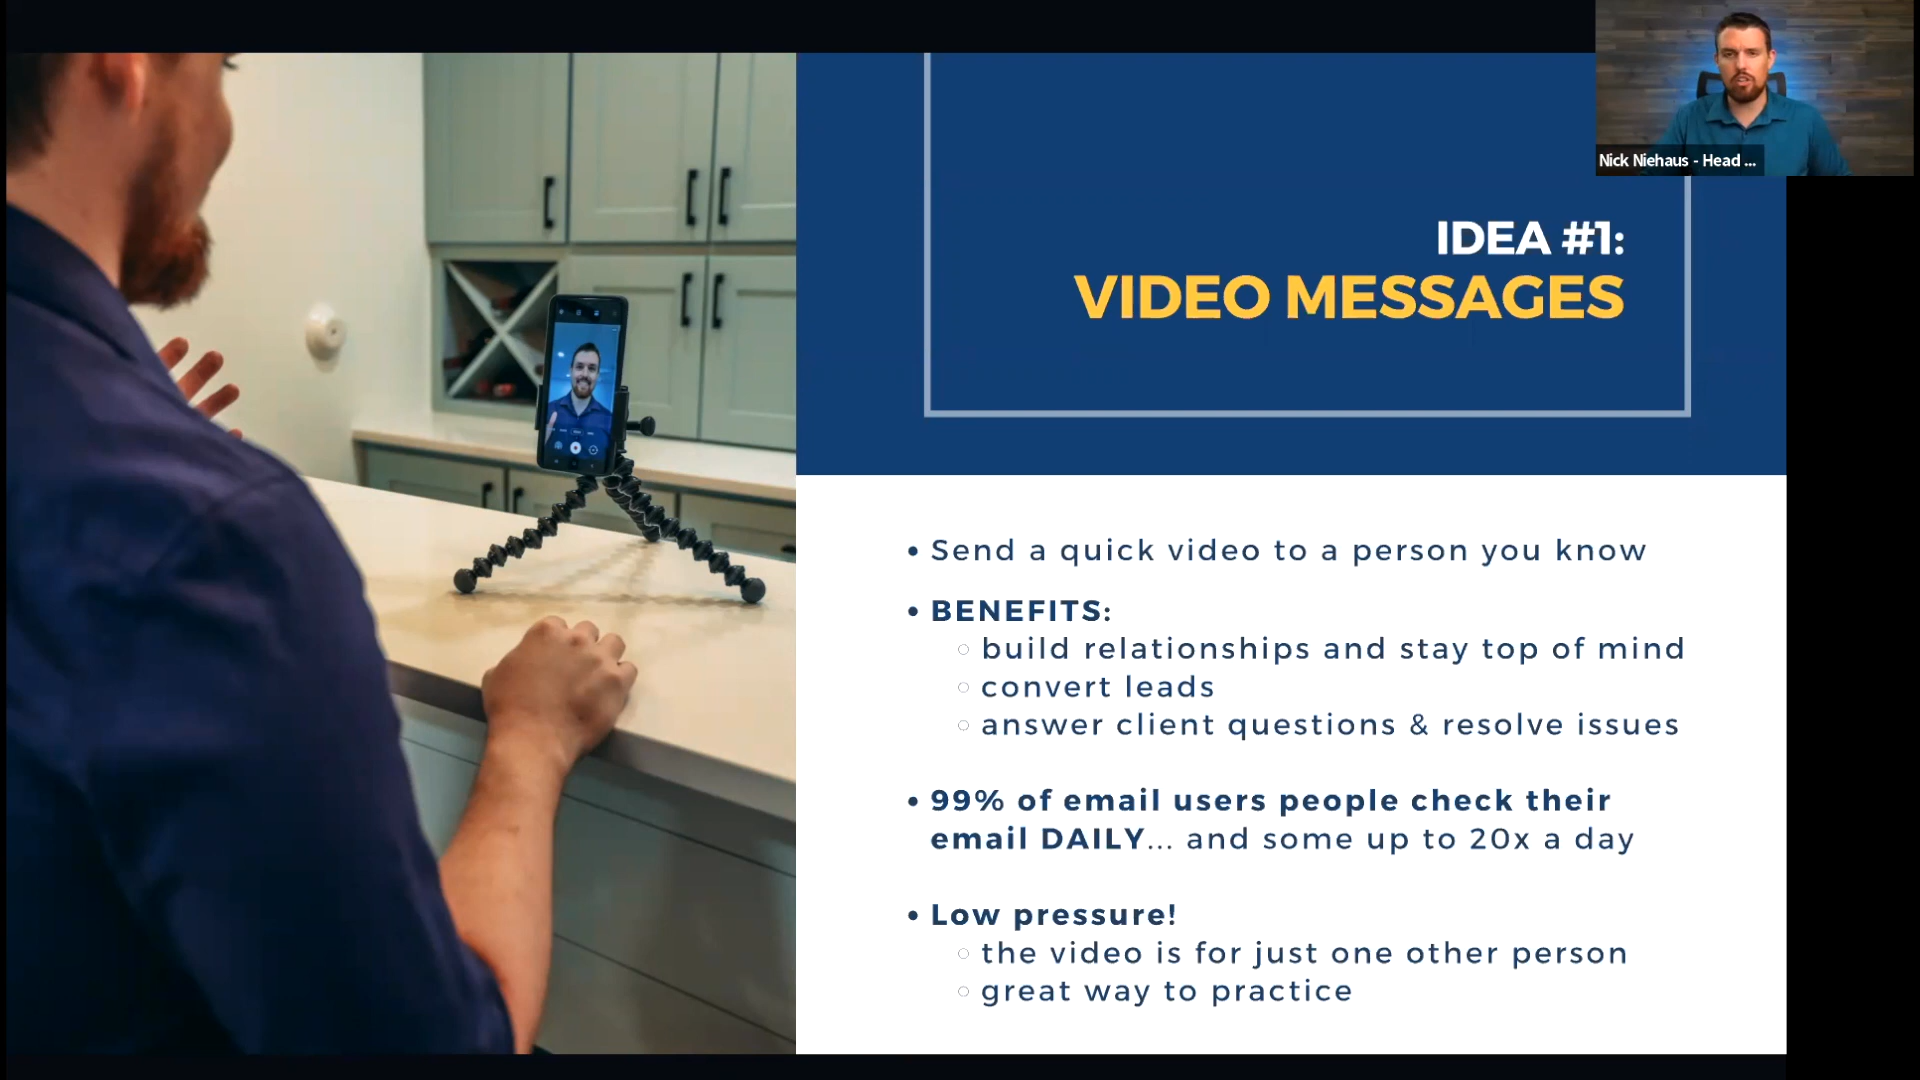 Nick Niehaus - Head ...
IDEA #1:
VIDEO MESSAGES
• Send a quick video to a person you know
• BENEFITS:
○ build relationships and stay top of mind
○ convert leads
○ answer client questions & resolve issues
• 99% of email users people check their
email DAILY... and some up to 20x a day
• Low pressure!
○ the video is for just one other person
○ great way to practice